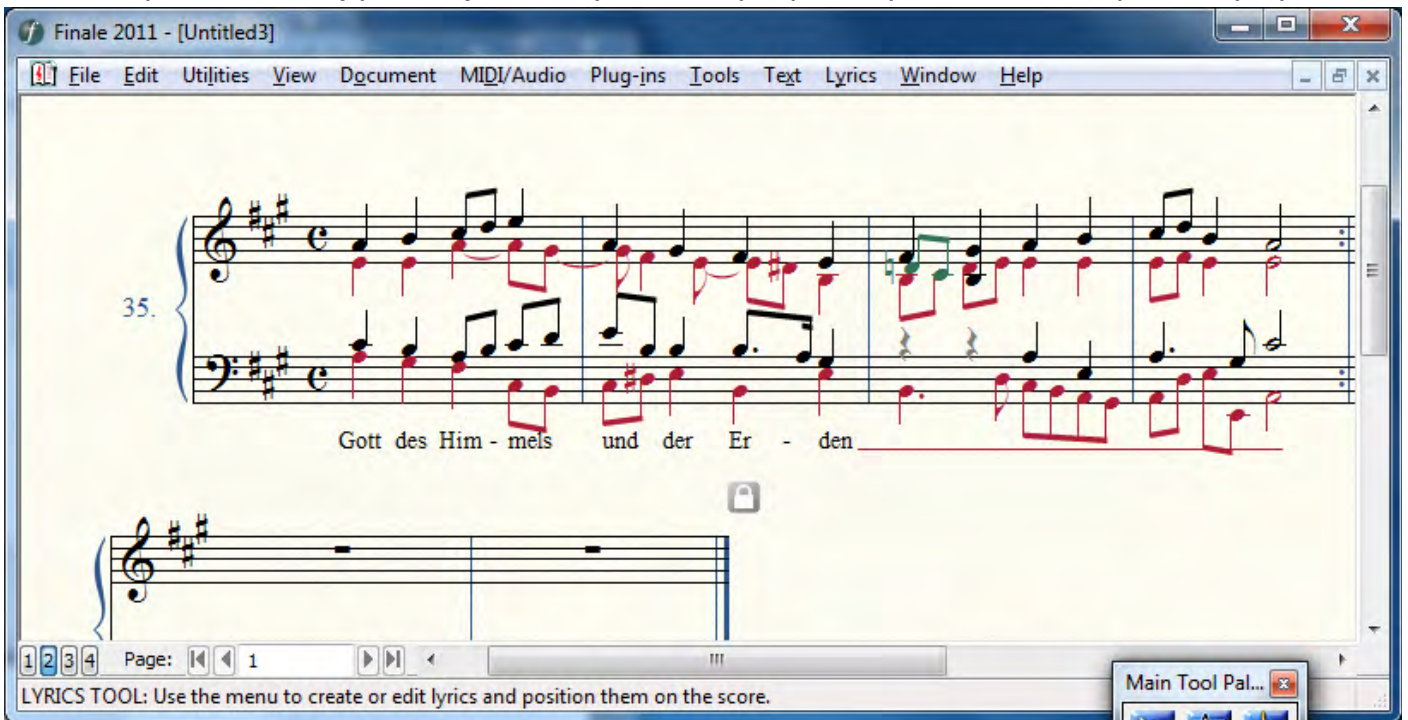 Finale 2011 - [Untitled3]
File Edit Utilities View Document MIDI/Audio Plug-ins Tools Text Lyrics Window Help
35.
Gott des Him - mels und der Er - den
1 2 3 4 Page: 1
LYRICS TOOL: Use the menu to create or edit lyrics and position them on the score.
Main Tool Pal...